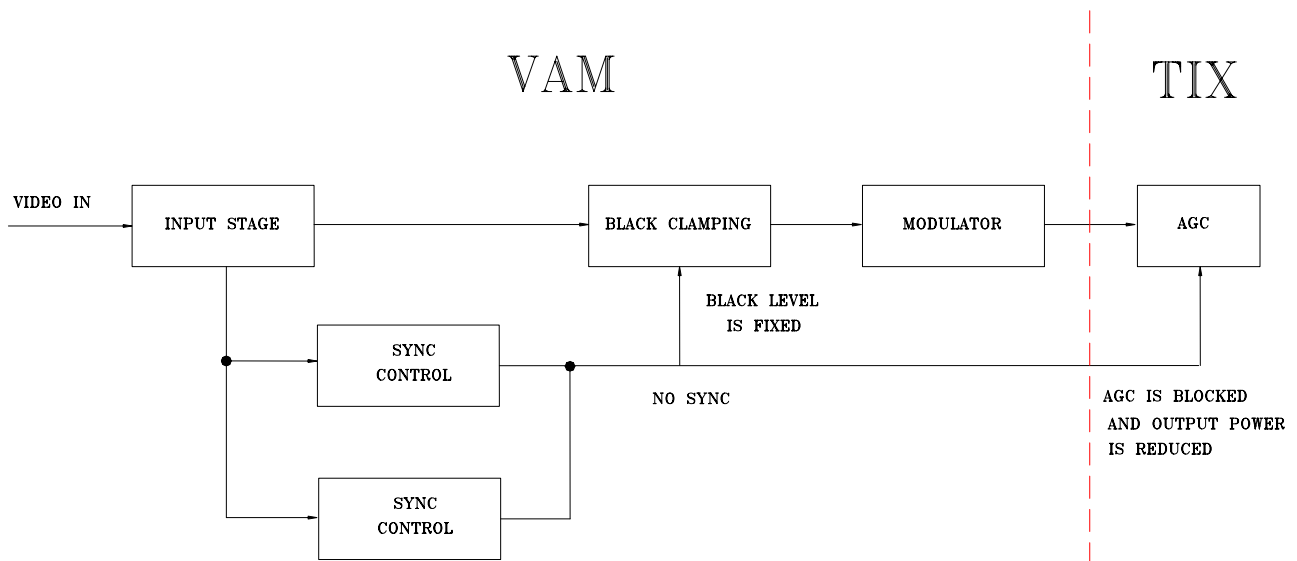 VAM
TIX
VIDEO IN
INPUT STAGE
BLACK CLAMPING
MODULATOR
AGC
BLACK LEVEL
IS FIXED
SYNC
CONTROL
NO SYNC
AGC IS BLOCKED
AND OUTPUT POWER
IS REDUCED
SYNC
CONTROL